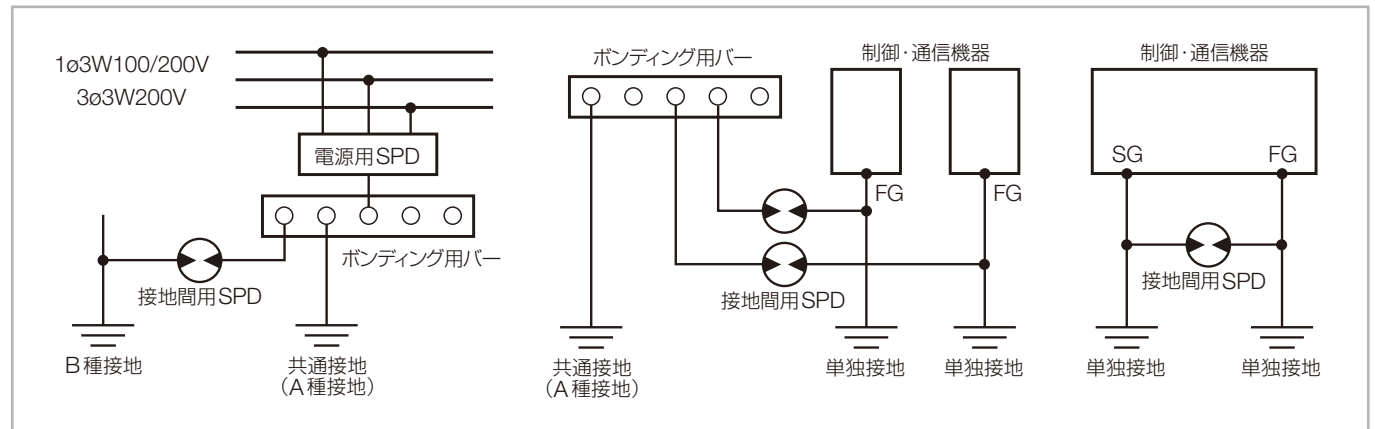 1ø3W100/200V
3ø3W200V
電源用SPD
ボンディング用バー
接地間用SPD
B種接地
共通接地
（A種接地）
ボンディング用バー
制御・通信機器
FG
FG
接地間用SPD
共通接地
（A種接地）
単独接地
単独接地
制御・通信機器
SG
FG
接地間用SPD
単独接地
単独接地